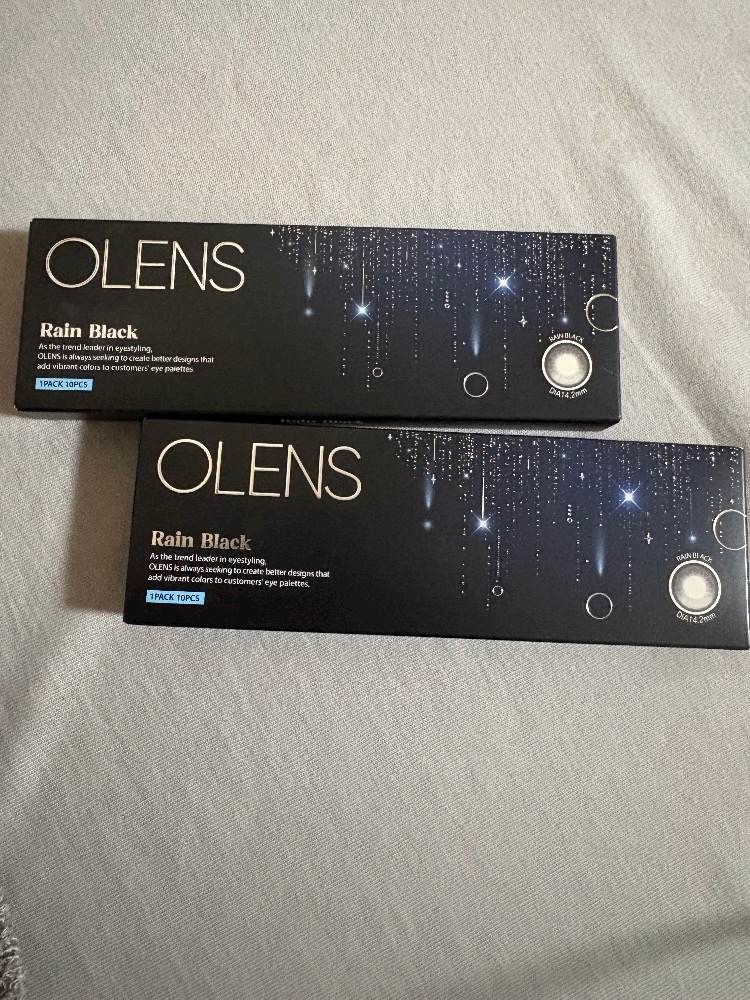 OLENS
Rain Black
As the trend leader in eyestyling,
OLENS is always seeking to create better designs that
add vibrant colors to customers' eye palettes.
1PACK 10PCS
RAIN BLACK
DIA14.2mm
OLENS
Rain Black
As the trend leader in eyestyling,
OLENS is always seeking to create better designs that
add vibrant colors to customers' eye palettes.
1PACK 10PCS
RAIN BLACK
DIA14.2mm